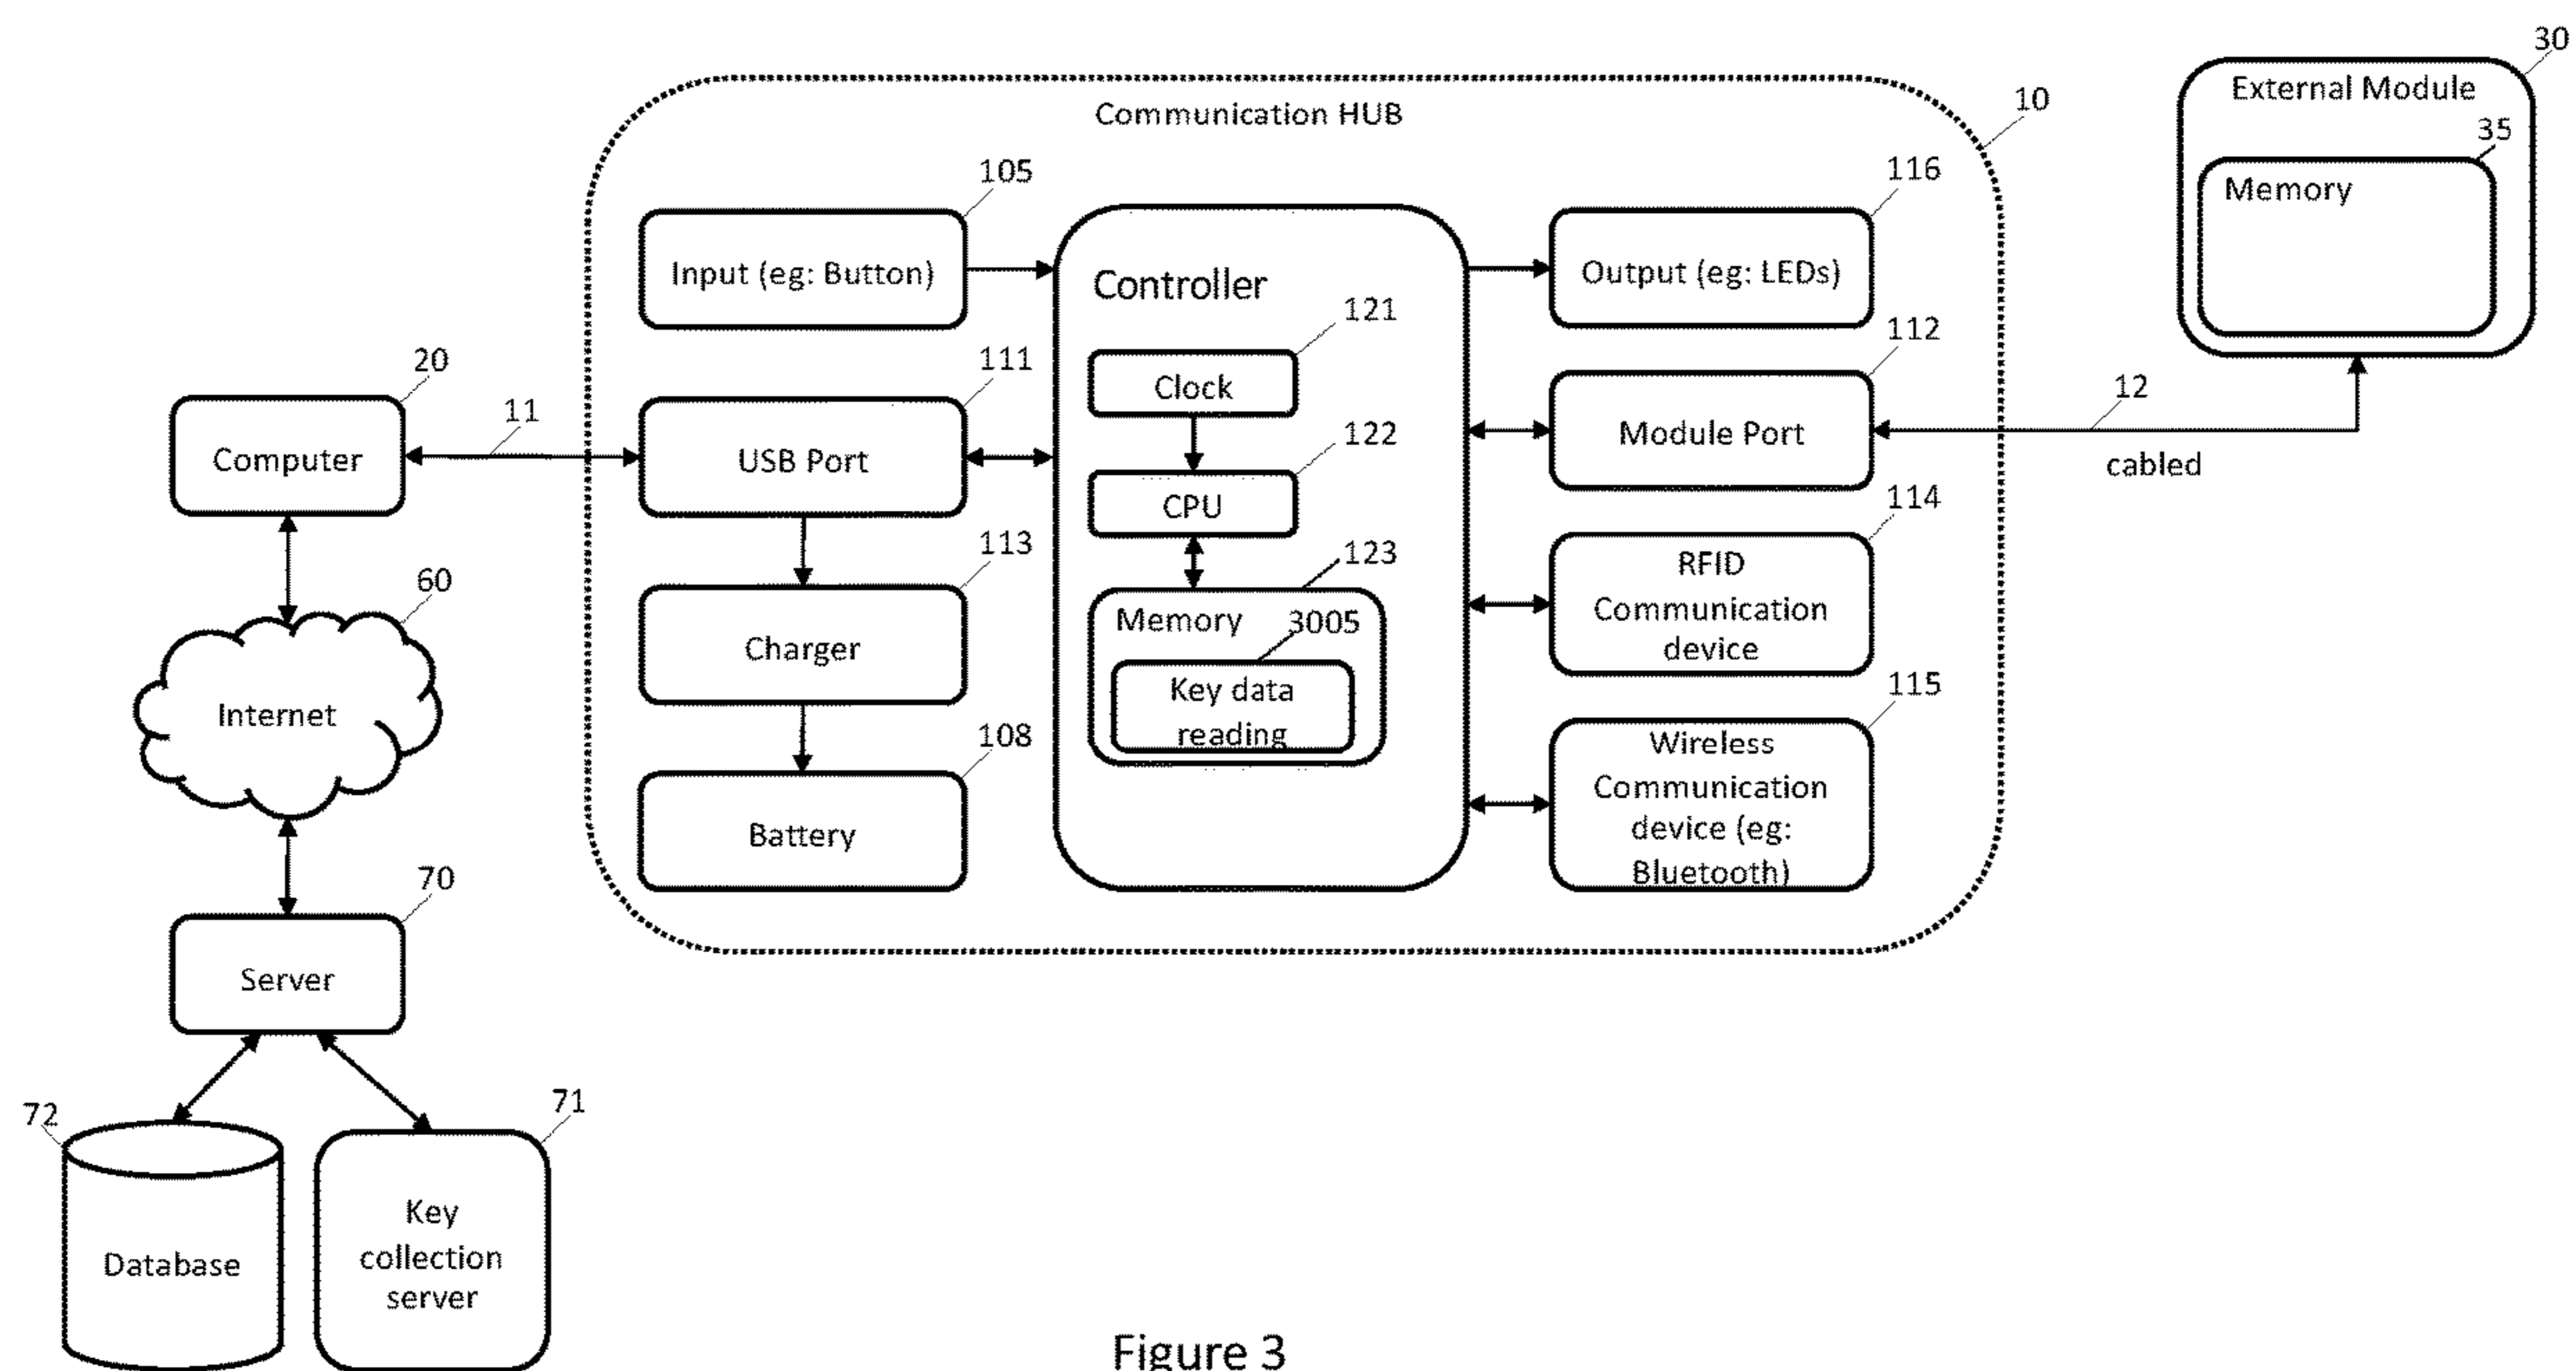 30
External Module
35
Memory
Communication HUB
10
105
Input (eg: Button)
116
Output (eg: LEDs)
Controller
121
Clock
122
CPU
123
Memory
3005
Key data
reading
20
Computer
11
111
USB Port
112
Module Port
12
cabled
113
Charger
114
RFID
Communication
device
108
Battery
115
Wireless
Communication
device (eg:
Bluetooth)
60
Internet
70
Server
72
Database
71
Key
collection
server
Figure 3